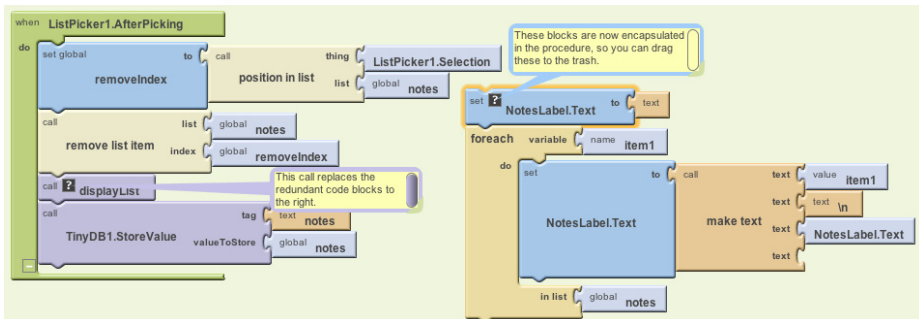 when ListPicker1.AfterPicking
do
set global removeIndex to
call position in list
thing ListPicker1.Selection
list global notes
call remove list item
list global notes
index global removeIndex
call ? displayList
This call replaces the
redundant code blocks to
the right.
call TinyDB1.StoreValue
tag text notes
valueToStore global notes
These blocks are now encapsulated
in the procedure, so you can drag
these to the trash.
set ? NotesLabel.Text to text
foreach variable name item1
do
set NotesLabel.Text to
call make text
text value item1
text text \n
text NotesLabel.Text
text
in list global notes